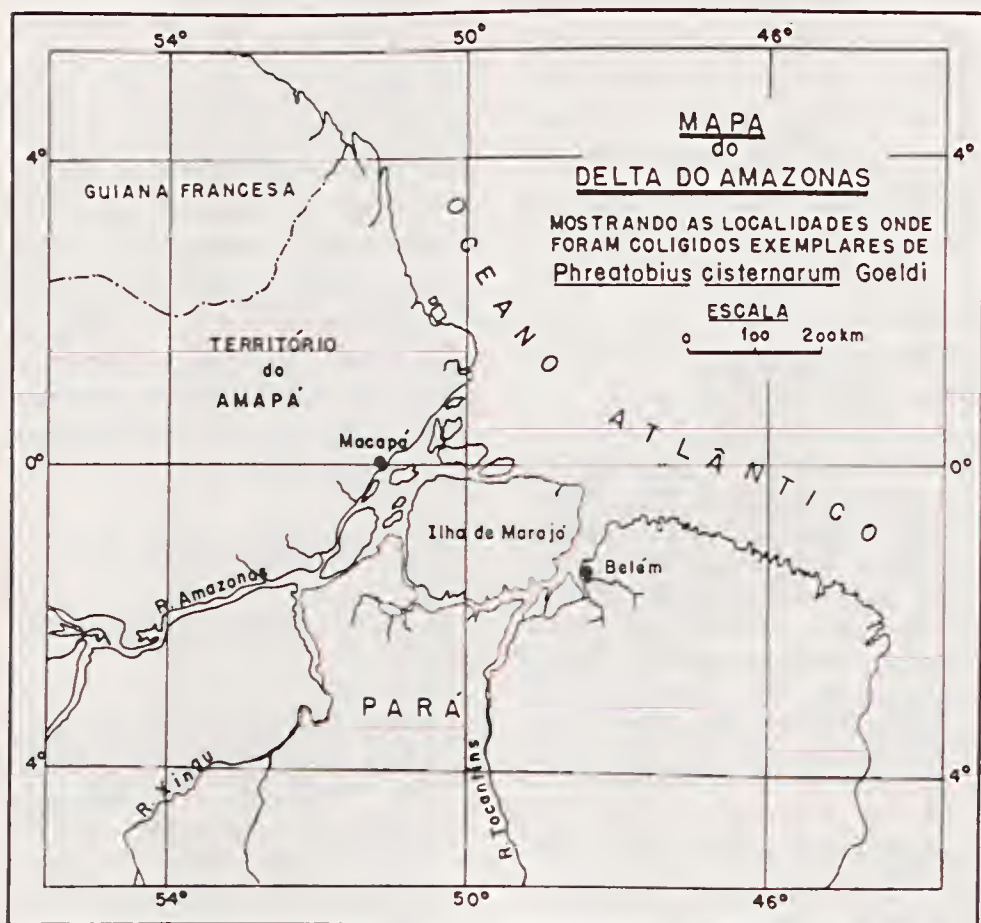 54° 50° 46°
MAPA
do
DELTA DO AMAZONAS
4° 4°
GUIANA FRANCESA
MOSTRANDO AS LOCALIDADES ONDE
FORAM COLIGIDOS EXEMPLARES DE
Phreatobius cisternarum Goeldi
ESCALA
0 100 200km
OCEANO
ATLÂNTICO
TERRITÓRIO
do
AMAPÁ
Macapá
0° 0°
Ilha de Marajó
Belém
R. Amazonas
PARÁ
R. Xingu
R. Tocantins
4° 4°
54° 50° 46°